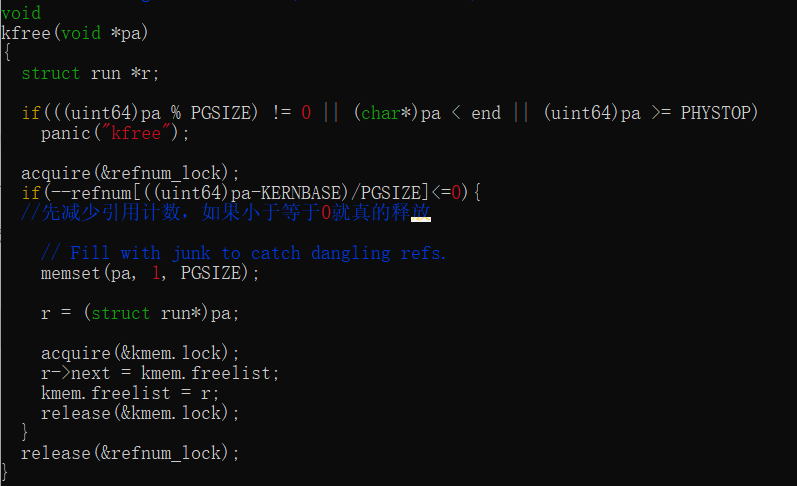 void
kfree(void *pa)
{
  struct run *r;

  if(((uint64)pa % PGSIZE) != 0 || (char*)pa < end || (uint64)pa >= PHYSTOP)
    panic("kfree");

  acquire(&refnum_lock);
  if(--refnum[((uint64)pa-KERNBASE)/PGSIZE]<=0){
  //先减少引用计数，如果小于等于0就真的释放

    // Fill with junk to catch dangling refs.
    memset(pa, 1, PGSIZE);

    r = (struct run*)pa;

    acquire(&kmem.lock);
    r->next = kmem.freelist;
    kmem.freelist = r;
    release(&kmem.lock);
  }
  release(&refnum_lock);
}